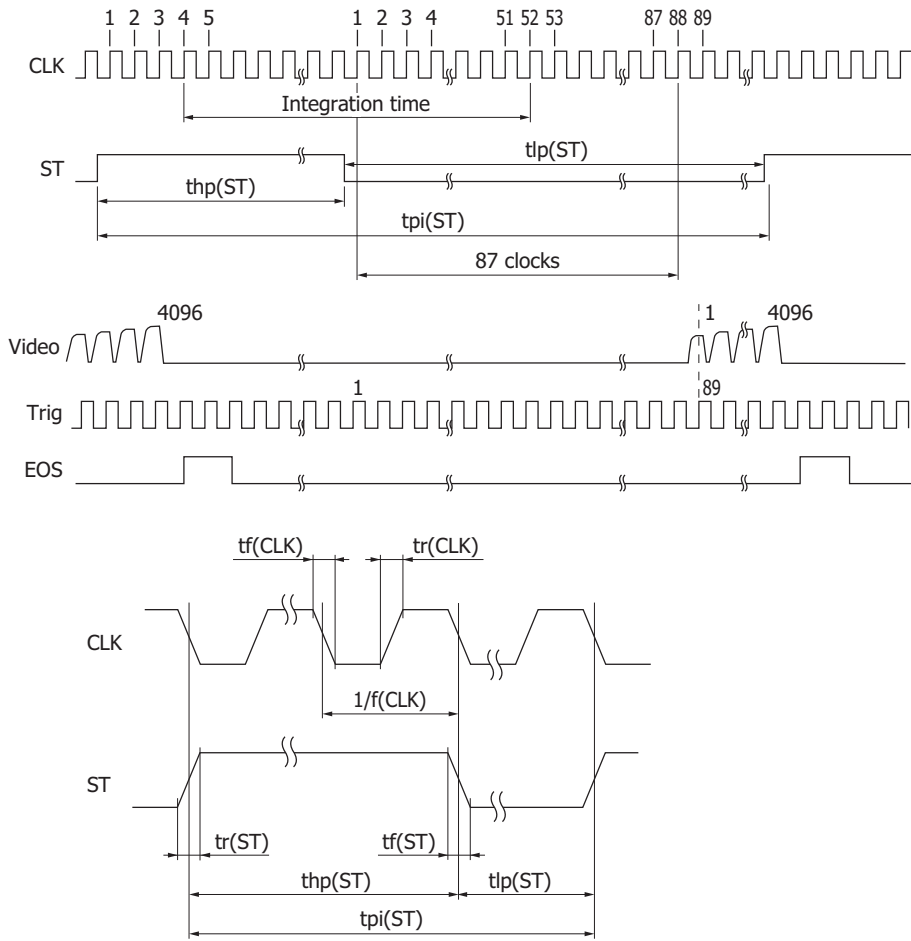 1 2 3 4 5 1 2 3 4 51 52 53 87 88 89
CLK
Integration time
ST
tlp(ST)
thp(ST)
tpi(ST)
87 clocks
4096 1 4096
Video
1 89
Trig
EOS
tf(CLK) tr(CLK)
CLK
1/f(CLK)
ST
tr(ST) tf(ST)
thp(ST) tlp(ST)
tpi(ST)